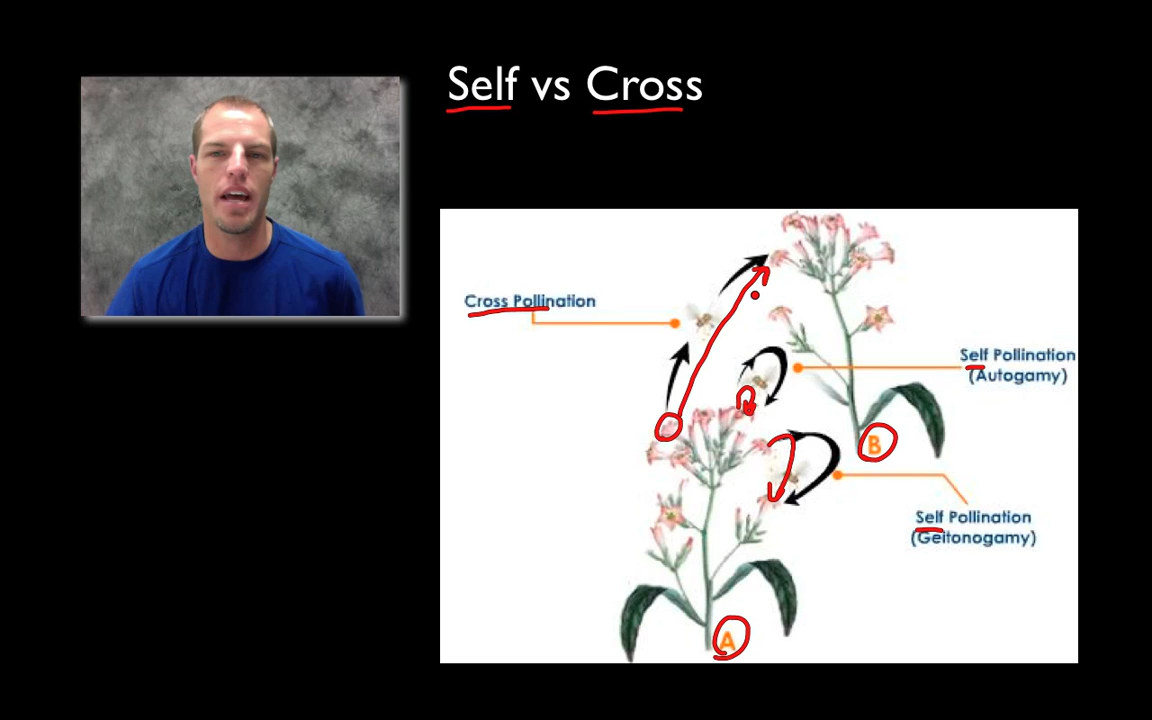 Self vs Cross
Cross Pollination
Self Pollination
(Autogamy)
B
Self Pollination
(Geitonogamy)
A